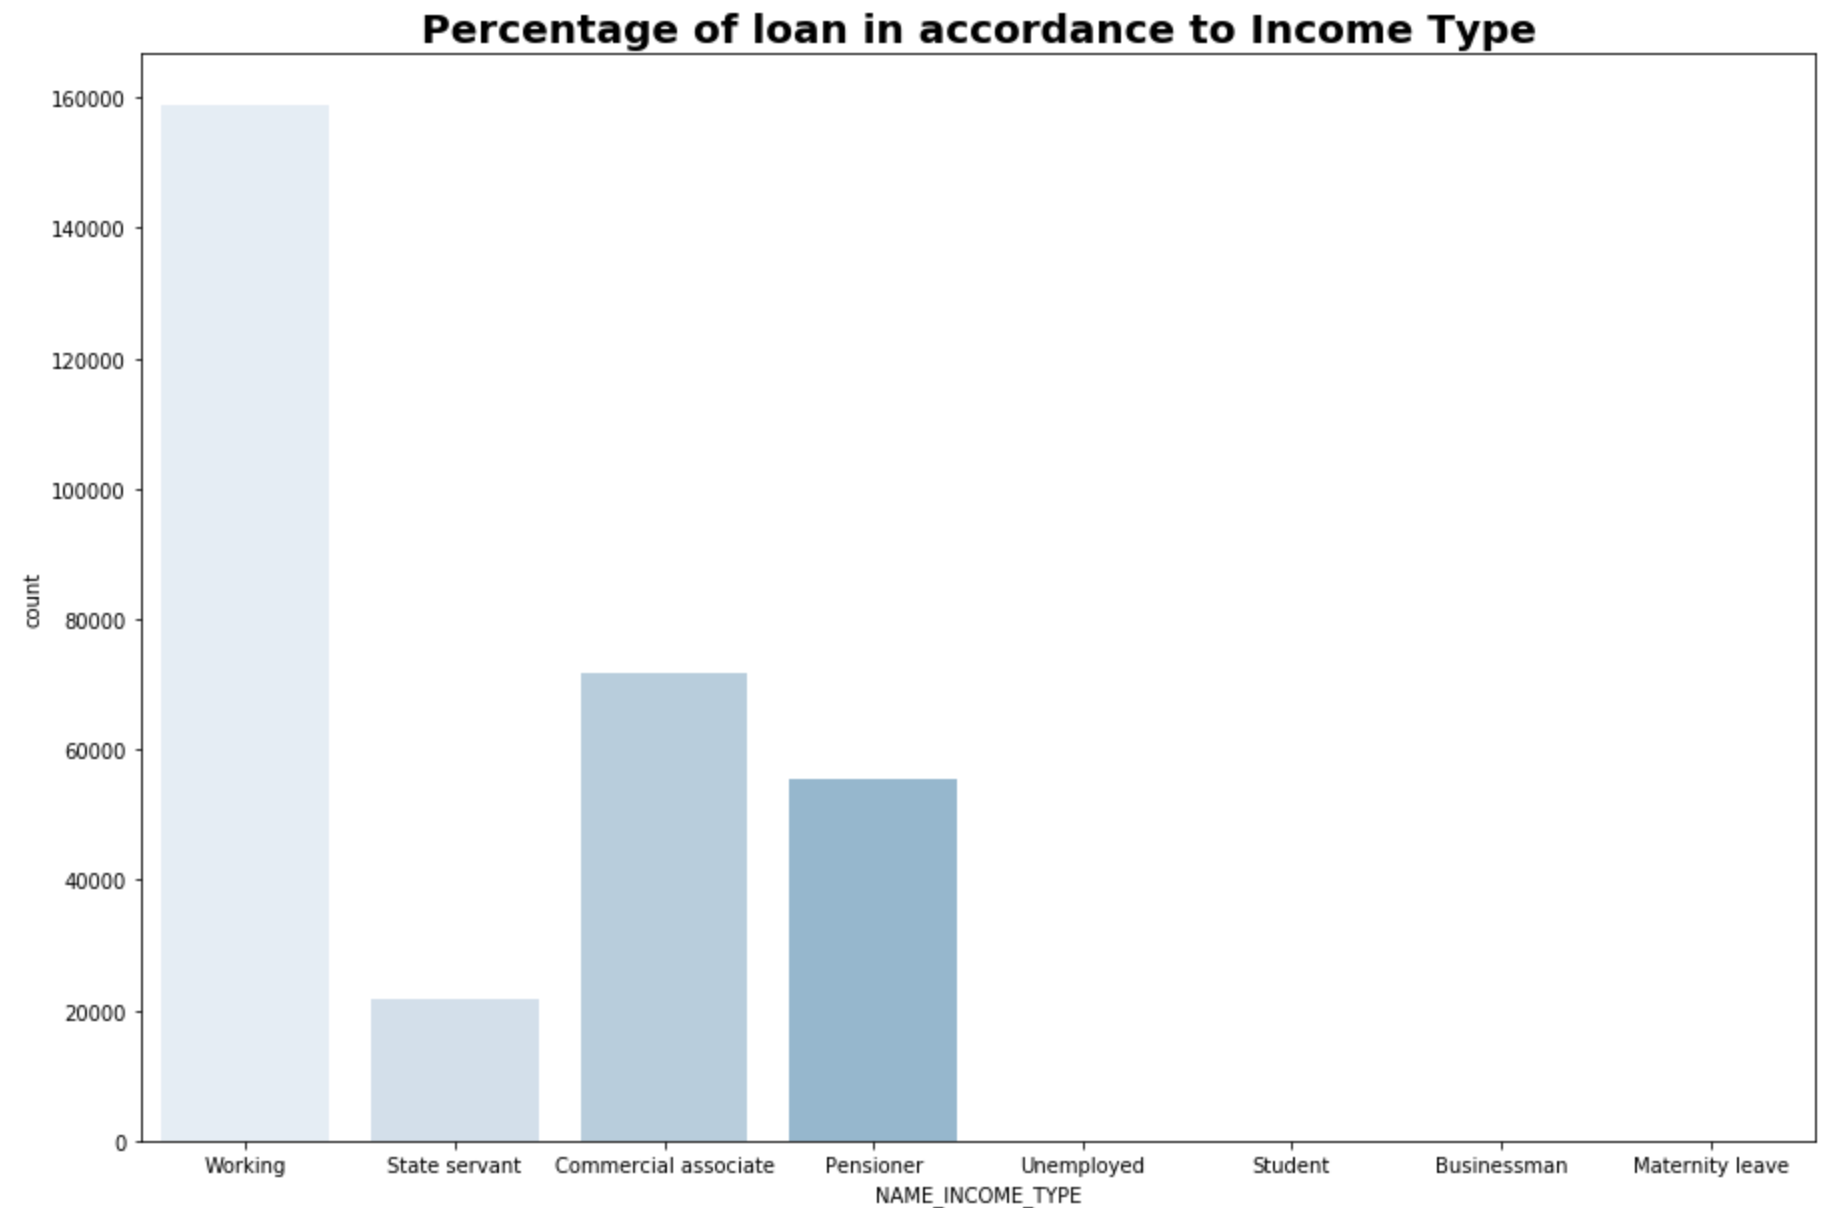 Percentage of loan in accordance to Income Type
160000
140000
120000
100000
80000
60000
40000
20000
0
count
Working State servant Commercial associate Pensioner Unemployed Student Businessman Maternity leave
NAME_INCOME_TYPE